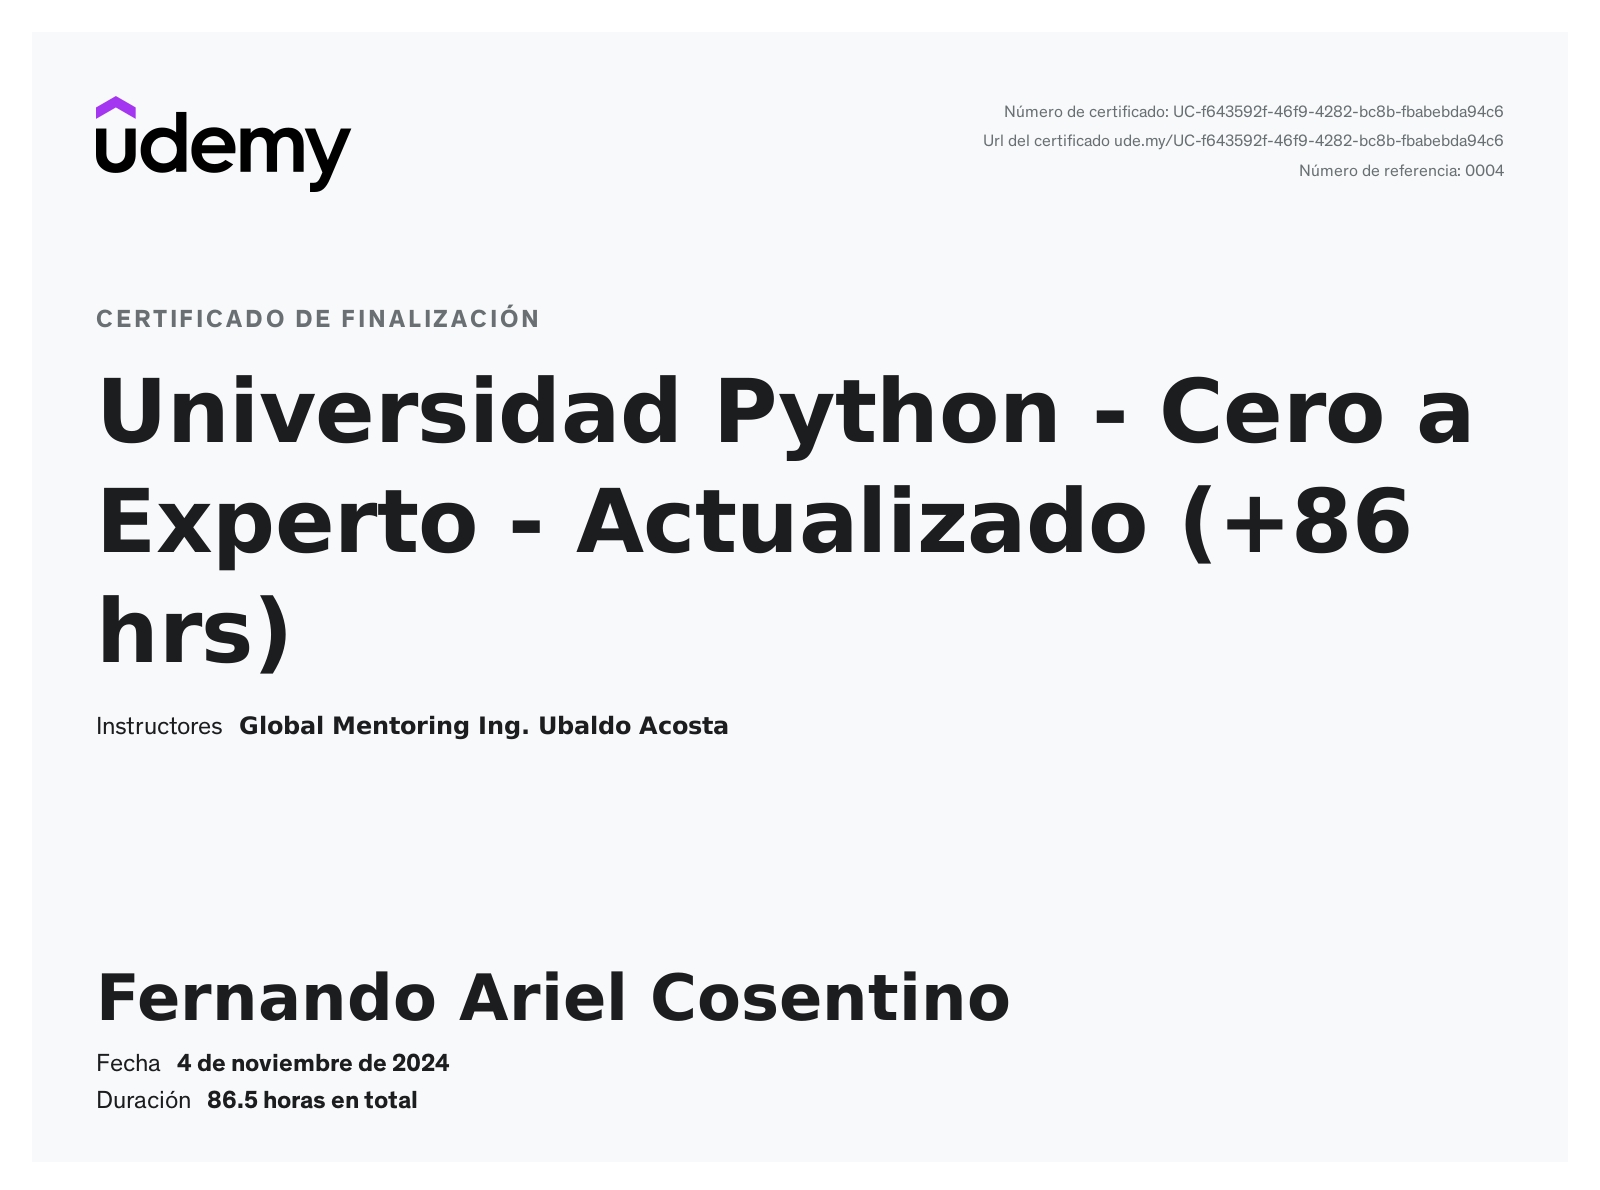 udemy
Número de certificado: UC-f643592f-46f9-4282-bc8b-fbabebda94c6
Url del certificado ude.my/UC-f643592f-46f9-4282-bc8b-fbabebda94c6
Número de referencia: 0004
CERTIFICADO DE FINALIZACIÓN
Universidad Python - Cero a
Experto - Actualizado (+86
hrs)
Instructores Global Mentoring Ing. Ubaldo Acosta
Fernando Ariel Cosentino
Fecha 4 de noviembre de 2024
Duración 86.5 horas en total